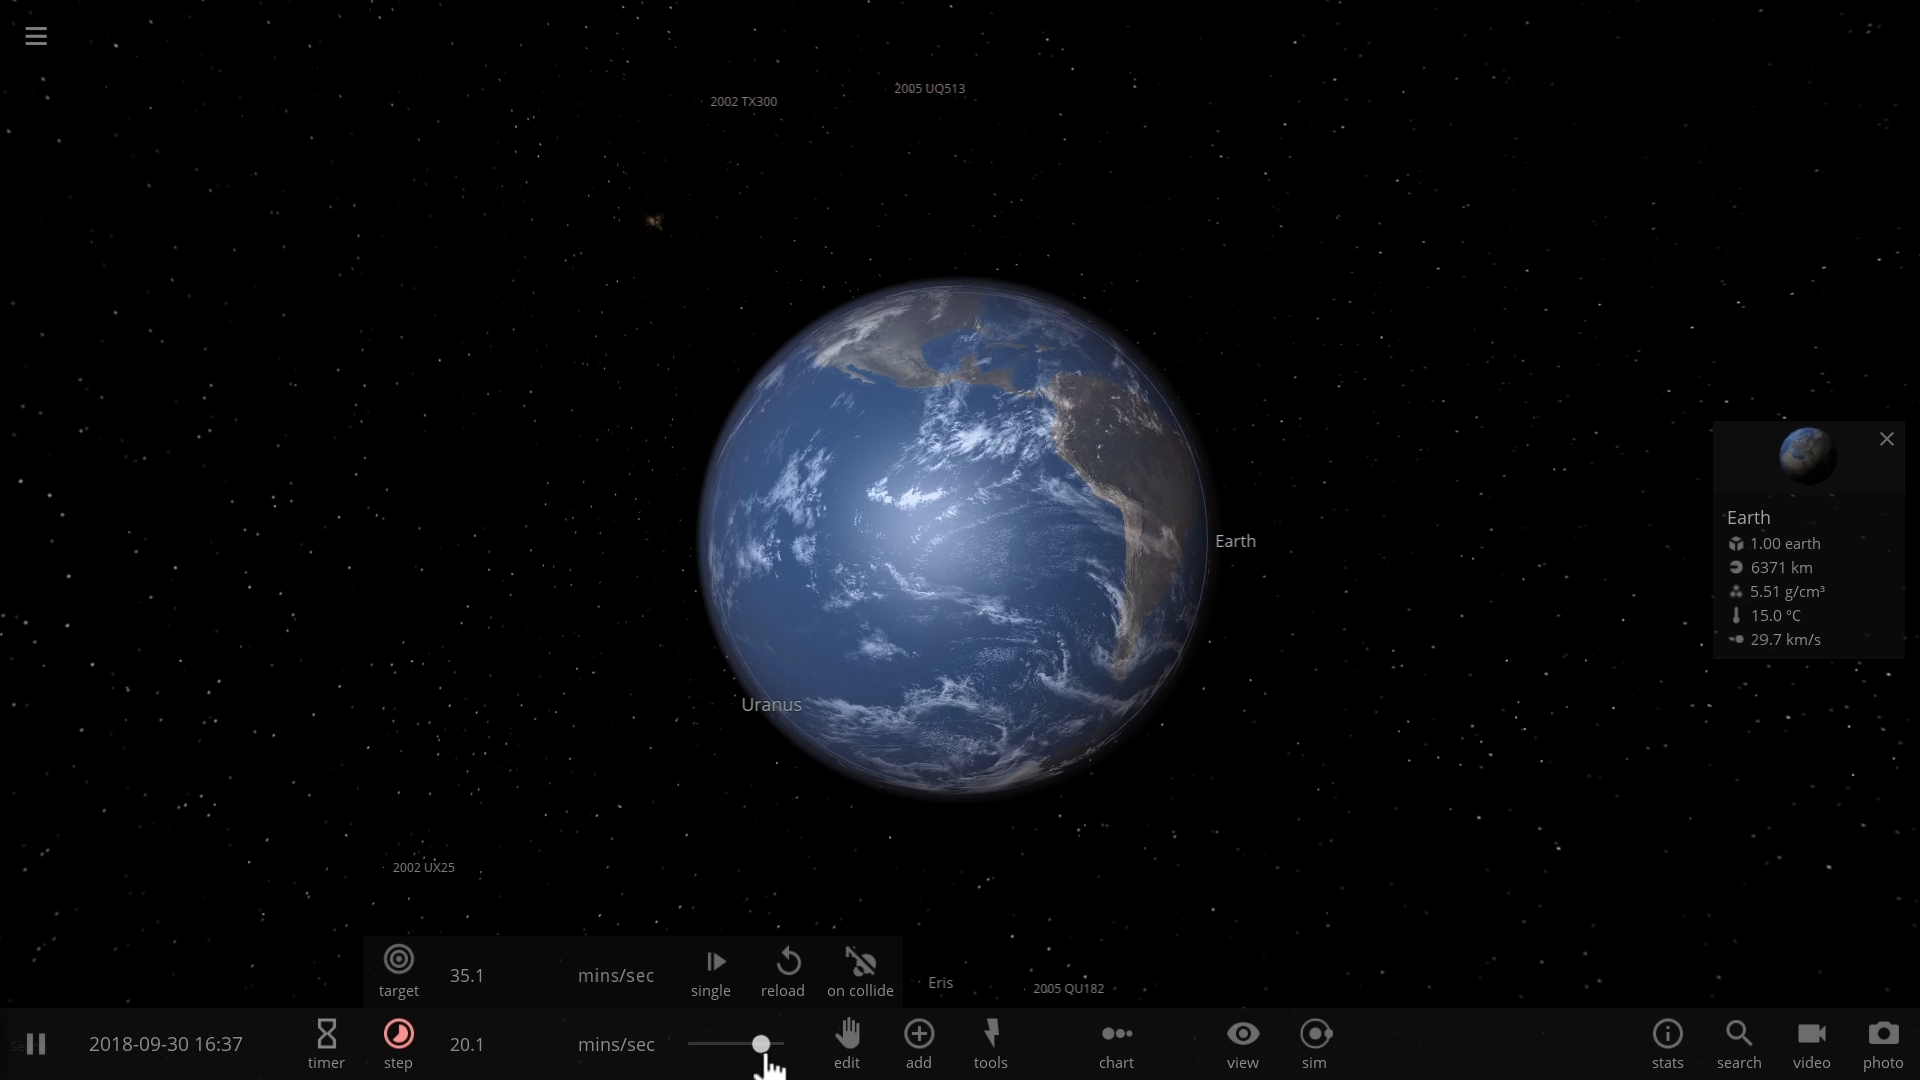 2005 UQ513
2002 TX300
Earth
Earth
1.00 earth
6371 km
5.51 g/cm³
15.0 °C
29.7 km/s
Uranus
2002 UX25
target
35.1
mins/sec
single
reload
on collide
Eris
2005 QU182
2018-09-30 16:37
timer
step
20.1
mins/sec
edit
add
tools
chart
view
sim
stats
search
video
photo